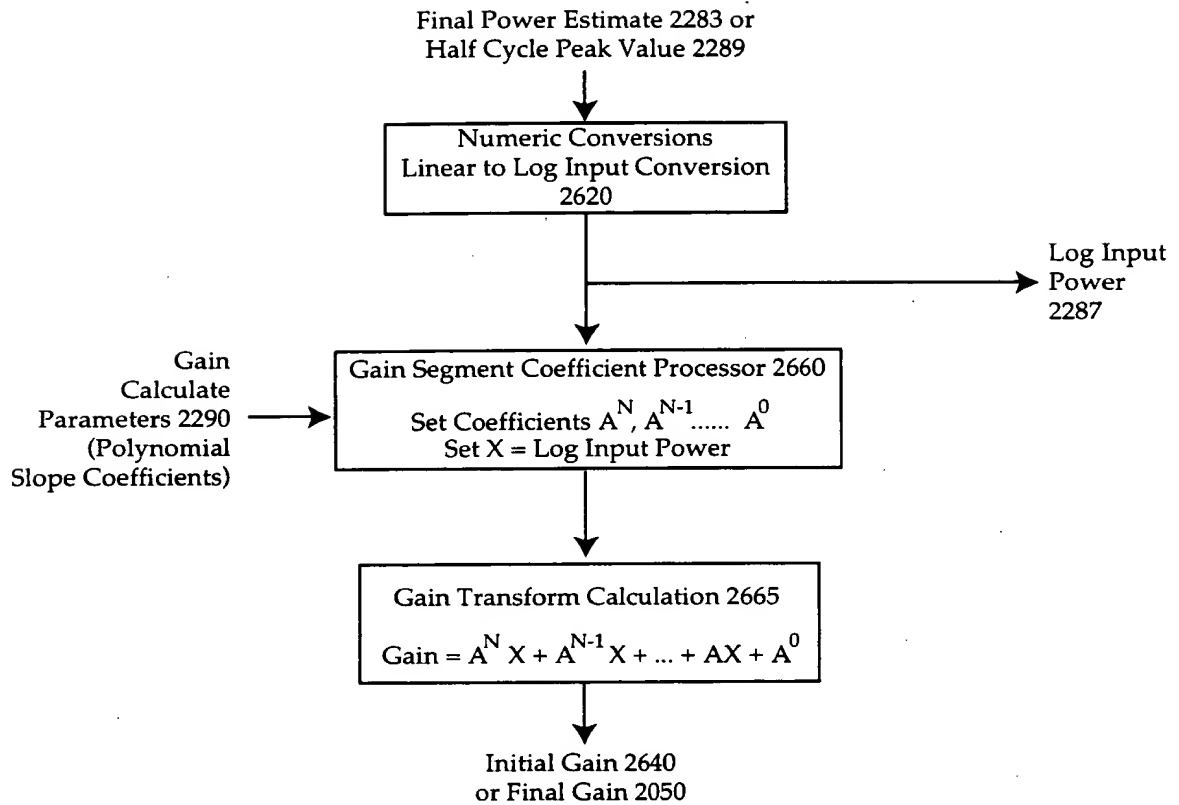 Final Power Estimate 2283 or
Half Cycle Peak Value 2289
Numeric Conversions
Linear to Log Input Conversion
2620
Log Input
Power
2287
Gain
Calculate
Parameters 2290
(Polynomial
Slope Coefficients)
Gain Segment Coefficient Processor 2660
Set Coefficients A^N, A^N-1...... A^0
Set X = Log Input Power
Gain Transform Calculation 2665
Gain = A^N X + A^N-1 X + ... + AX + A^0
Initial Gain 2640
or Final Gain 2050